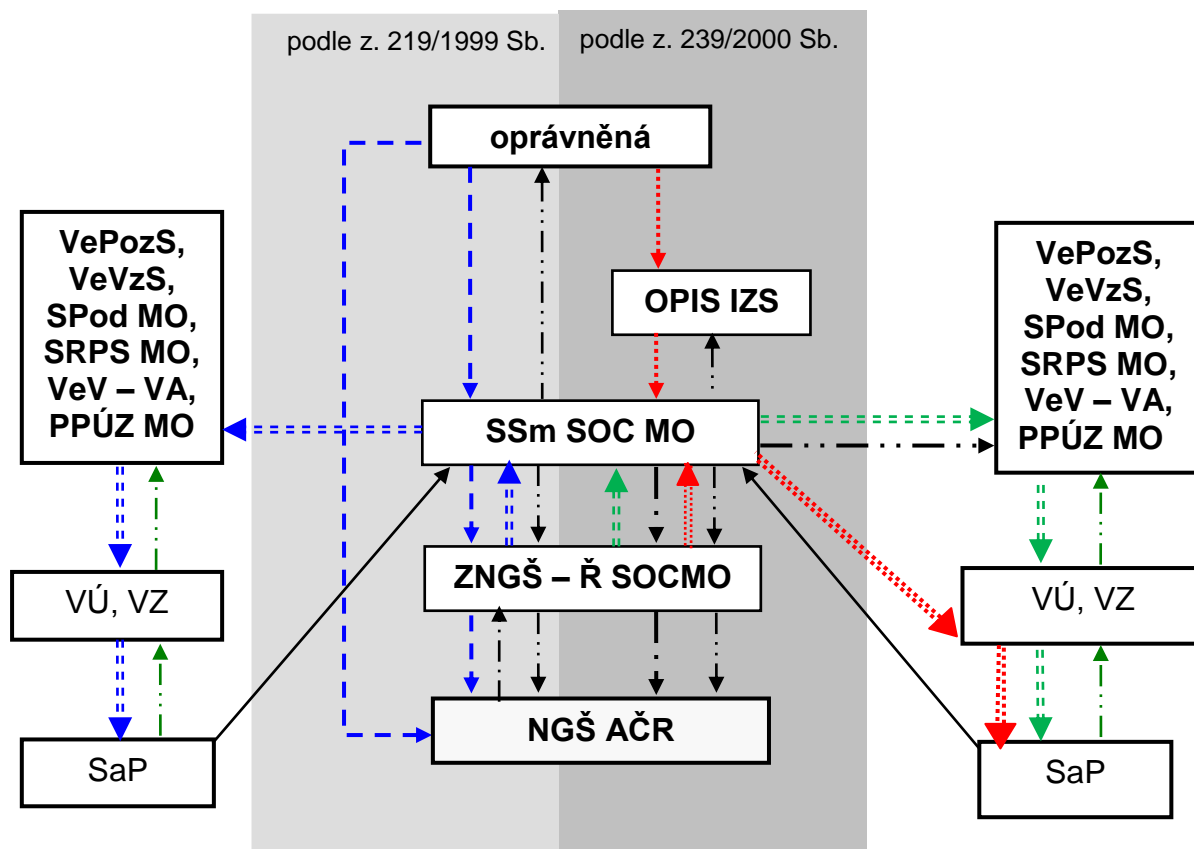 podle z. 219/1999 Sb.
podle z. 239/2000 Sb.
oprávněná
VePozS,
VeVzS,
SPod MO,
SRPS MO,
VeV – VA,
PPÚZ MO
OPIS IZS
VePozS,
VeVzS,
SPod MO,
SRPS MO,
VeV – VA,
PPÚZ MO
SSm SOC MO
VÚ, VZ
ZNGŠ – Ř SOCMO
VÚ, VZ
NGŠ AČR
SaP
SaP